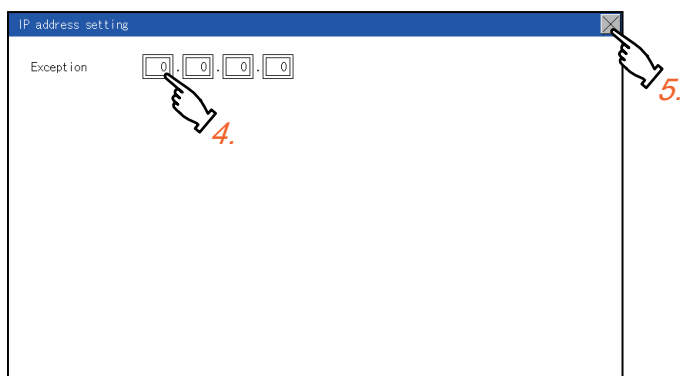 IP address setting
Exception 0 . 0 . 0 . 0
4.
5.